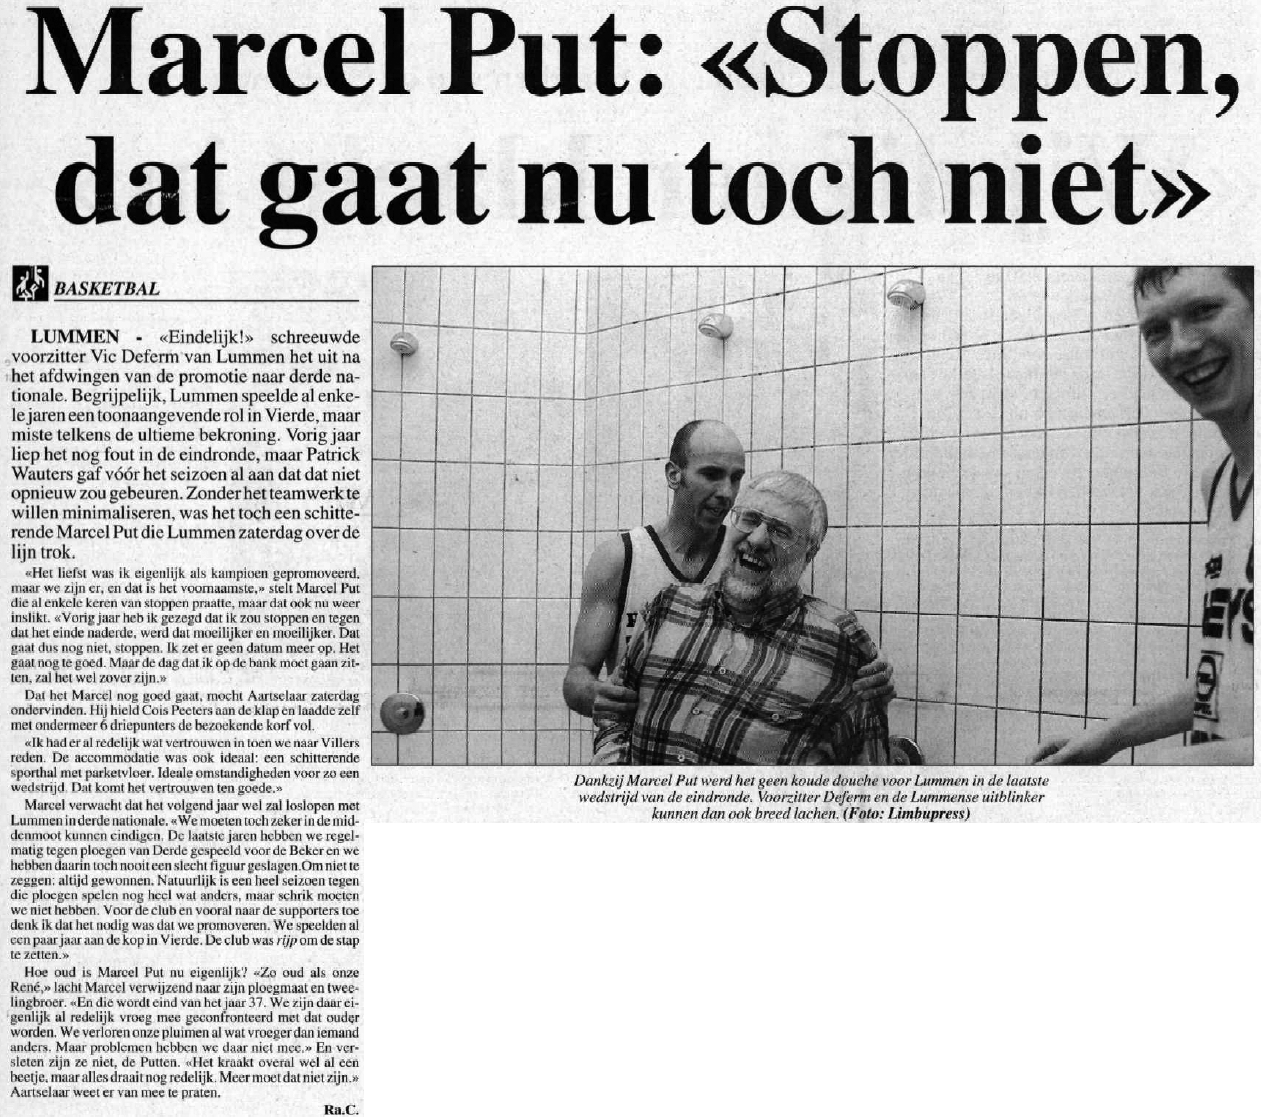 Marcel Put: «Stoppen,
dat gaat nu toch niet»
BASKETBAL
LUMMEN - «Eindelijk!» schreeuwde
voorzitter Vic Deferm van Lummen het uit na
het afdwingen van de promotie naar derde na-
tionale. Begrijpelijk, Lummen speelde al enke-
le jaren een toonaangevende rol in Vierde, maar
miste telkens de ultieme bekroning. Vorig jaar
liep het nog fout in de eindronde, maar Patrick
Wauters gaf vóór het seizoen al aan dat dat niet
opnieuw zou gebeuren. Zonder het teamwerk te
willen minimaliseren, was het toch een schitte-
rende Marcel Put die Lummen zaterdag over de
lijn trok.
«Het liefst was ik eigenlijk als kampioen gepromoveerd,
maar we zijn er, en dat is het voornaamste,» stelt Marcel Put
die al enkele keren van stoppen praatte, maar dat ook nu weer
inslikt. «Vorig jaar heb ik gezegd dat ik zou stoppen en tegen
dat het einde naderde, werd dat moeilijker en moeilijker. Dat
gaat dus nog niet, stoppen. Ik zet er geen datum meer op. Het
gaat nog te goed. Maar de dag dat ik op de bank moet gaan zit-
ten, zal het wel zover zijn.»
Dat het Marcel nog goed gaat, mocht Aartselaar zaterdag
ondervinden. Hij hield Cois Peeters aan de klap en laadde zelf
met ondermeer 6 driepunters de bezoekende korf vol.
«Ik had er al redelijk wat vertrouwen in toen we naar Villers
reden. De accommodatie was ook ideaal: een schitterende
sporthal met parketvloer. Ideale omstandigheden voor zo een
wedstrijd. Dat komt het vertrouwen ten goede.»
Marcel verwacht dat het volgend jaar wel zal loslopen met
Lummen in derde nationale. «We moeten toch zeker in de mid-
denmoot kunnen eindigen. De laatste jaren hebben we regel-
matig tegen ploegen van Derde gespeeld voor de Beker en we
hebben daarin toch nooit een slecht figuur geslagen.Om niet te
zeggen: altijd gewonnen. Natuurlijk is een heel seizoen tegen
die ploegen spelen nog heel wat anders, maar schrik moeten
we niet hebben. Voor de club en vooral naar de supporters toe
denk ik dat het nodig was dat we promoveren. We speelden al
een paar jaar aan de kop in Vierde. De club was rijp om de stap
te zetten.»
Hoe oud is Marcel Put nu eigenlijk? «Zo oud als onze
René,» lacht Marcel verwijzend naar zijn ploegmaat en twee-
lingbroer. «En die wordt eind van het jaar 37. We zijn daar ei-
genlijk al redelijk vroeg mee geconfronteerd met dat ouder
worden. We verloren onze pluimen al wat vroeger dan iemand
anders. Maar problemen hebben we daar niet mee.» En ver-
sleten zijn ze niet, de Putten. «Het kraakt overal wel al een
beetje, maar alles draait nog redelijk. Meer moet dat niet zijn.»
Aartselaar weet er van mee te praten.
Ra.C.
Dankzij Marcel Put werd het geen koude douche voor Lummen in de laatste
wedstrijd van de eindronde. Voorzitter Deferm en de Lummense uitblinker
kunnen dan ook breed lachen. (Foto: Limbupress)